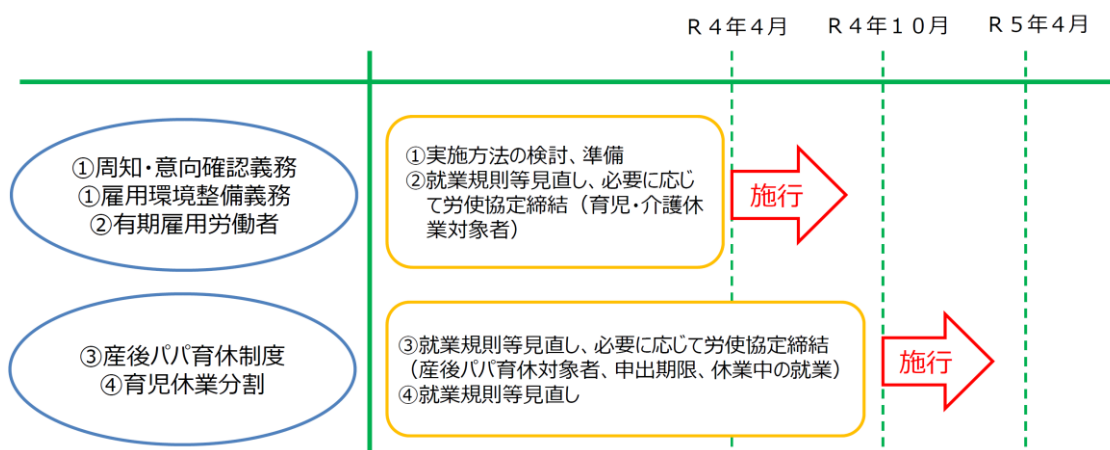 R4年4月
R4年10月
R5年4月
①周知・意向確認義務
①雇用環境整備義務
②有期雇用労働者
①実施方法の検討、準備
②就業規則等見直し、必要に応じ
て労使協定締結（育児・介護休
業対象者）
施行
③産後パパ育休制度
④育児休業分割
③就業規則等見直し、必要に応じて労使協定締結
（産後パパ育休対象者、申出期限、休業中の就業）
④就業規則等見直し
施行